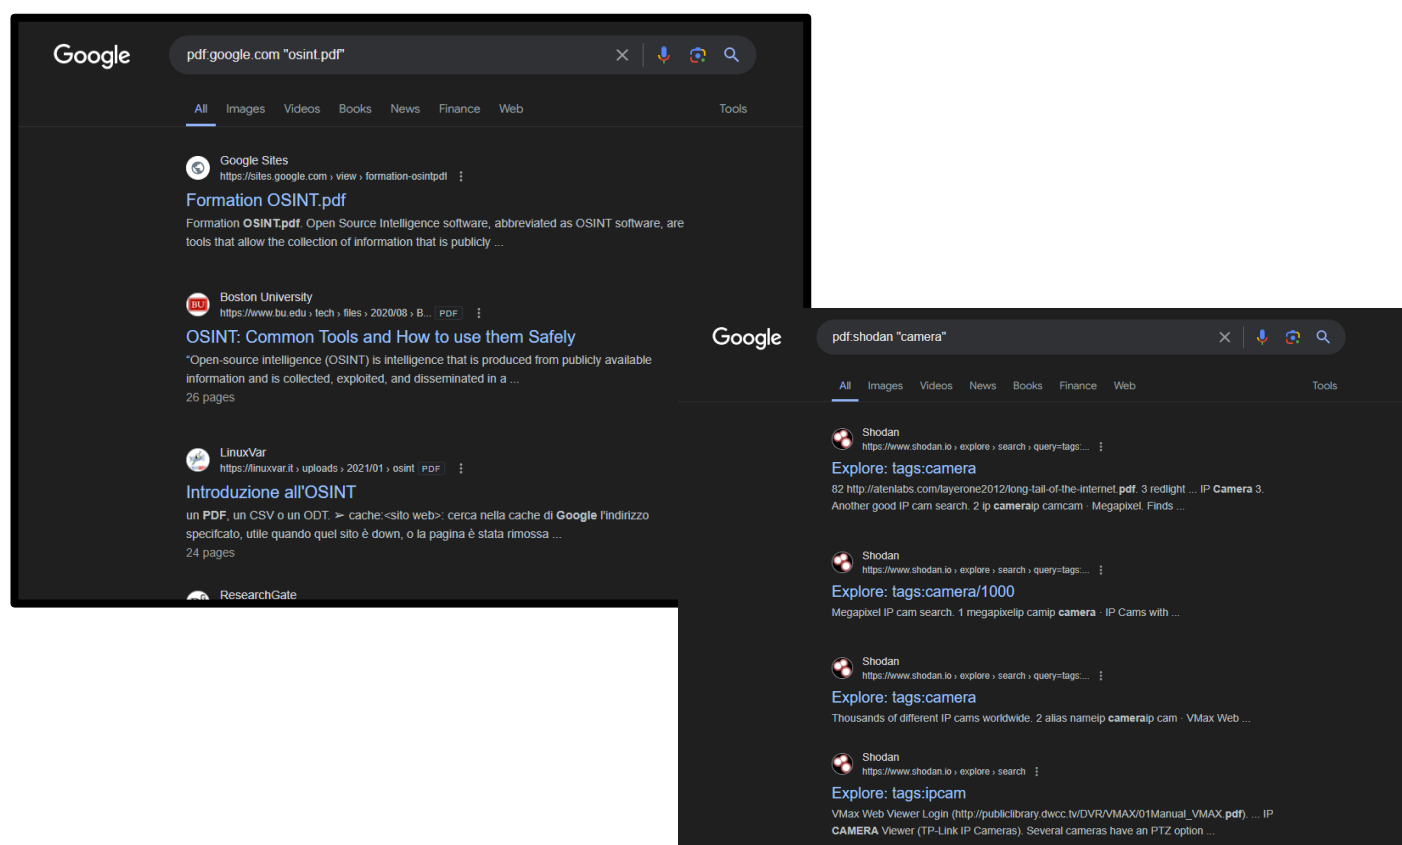 Google
pdf:google.com "osint.pdf"
All Images Videos Books News Finance Web Tools
Google Sites
https://sites.google.com › view › formation-osintpdf
Formation OSINT.pdf
Formation OSINT.pdf. Open Source Intelligence software, abbreviated as OSINT software, are
tools that allow the collection of information that is publicly ...
BU
Boston University
https://www.bu.edu › tech › files › 2020/08 › B... PDF
OSINT: Common Tools and How to use them Safely
“Open-source intelligence (OSINT) is intelligence that is produced from publicly available
information and is collected, exploited, and disseminated in a ...
26 pages
LinuxVar
https://linuxvar.it › uploads › 2021/01 › osint PDF
Introduzione all'OSINT
un PDF, un CSV o un ODT. ➢ cache:<sito web>: cerca nella cache di Google l'indirizzo
specifcato, utile quando quel sito è down, o la pagina è stata rimossa ...
24 pages
ResearchGate
Google
pdf:shodan "camera"
All Images Videos News Books Finance Web Tools
Shodan
https://www.shodan.io › explore › search › query=tags:...
Explore: tags:camera
82 http://atenlabs.com/layerone2012/long-tail-of-the-internet.pdf. 3 redlight ... IP Camera 3.
Another good IP cam search. 2 ip cameraip camcam · Megapixel. Finds ...
Shodan
https://www.shodan.io › explore › search › query=tags:...
Explore: tags:camera/1000
Megapixel IP cam search. 1 megapixelip camip camera · IP Cams with ...
Shodan
https://www.shodan.io › explore › search › query=tags:...
Explore: tags:camera
Thousands of different IP cams worldwide. 2 alias nameip cameraip cam · VMax Web ...
Shodan
https://www.shodan.io › explore › search
Explore: tags:ipcam
VMax Web Viewer Login (http://publiclibrary.dwcc.tv/DVR/VMAX/01Manual_VMAX.pdf). ... IP
CAMERA Viewer (TP-Link IP Cameras). Several cameras have an PTZ option ...